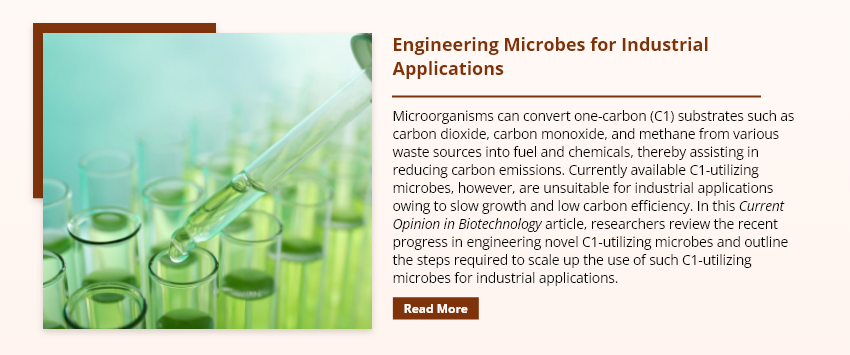 Engineering Microbes for Industrial
Applications
Microorganisms can convert one-carbon (C1) substrates such as
carbon dioxide, carbon monoxide, and methane from various
waste sources into fuel and chemicals, thereby assisting in
reducing carbon emissions. Currently available C1-utilizing
microbes, however, are unsuitable for industrial applications
owing to slow growth and low carbon efficiency. In this Current
Opinion in Biotechnology article, researchers review the recent
progress in engineering novel C1-utilizing microbes and outline
the steps required to scale up the use of such C1-utilizing
microbes for industrial applications.
Read More